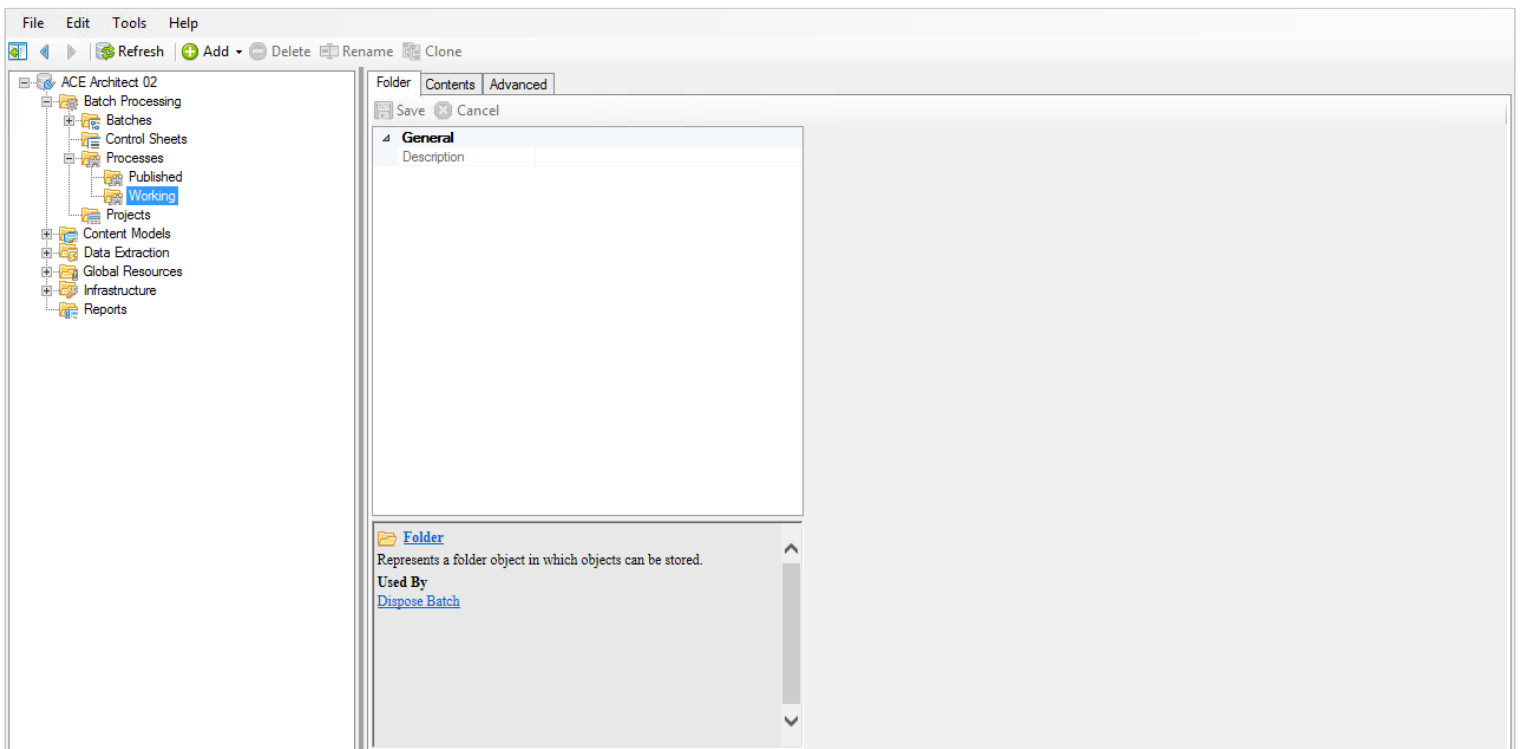 File Edit Tools Help
Refresh Add Delete Rename Clone
ACE Architect 02
Batch Processing
Batches
Control Sheets
Processes
Published
Working
Projects
Content Models
Data Extraction
Global Resources
Infrastructure
Reports
Folder Contents Advanced
Save Cancel
General
Description
Folder
Represents a folder object in which objects can be stored.
Used By
Dispose Batch